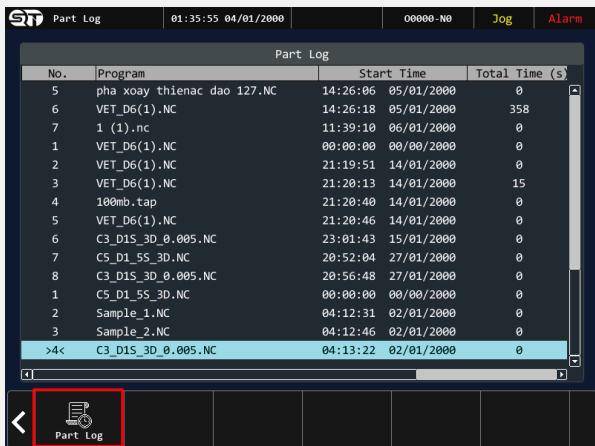 ST Part Log 01:35:55 04/01/2000 O0000-N0 Jog Alarm
Part Log
No. Program Start Time Total Time (s)
5 pha xoay thienac dao 127.NC 14:26:06 05/01/2000 0
6 VET_D6(1).NC 14:26:18 05/01/2000 358
7 1 (1).nc 11:39:10 06/01/2000 0
1 VET_D6(1).NC 00:00:00 00/00/2000 0
2 VET_D6(1).NC 21:19:51 14/01/2000 0
3 VET_D6(1).NC 21:20:13 14/01/2000 15
4 100mb.tap 21:20:40 14/01/2000 0
5 VET_D6(1).NC 21:20:46 14/01/2000 0
6 C3_D1S_3D_0.005.NC 23:01:43 15/01/2000 0
7 C5_D1_5S_3D.NC 20:52:04 27/01/2000 0
8 C3_D1S_3D_0.005.NC 20:56:48 27/01/2000 0
1 C5_D1_5S_3D.NC 00:00:00 00/00/2000 0
2 Sample_1.NC 04:12:31 02/01/2000 0
3 Sample_2.NC 04:12:46 02/01/2000 0
>4< C3_D1S_3D_0.005.NC 04:13:22 02/01/2000 0
Part Log